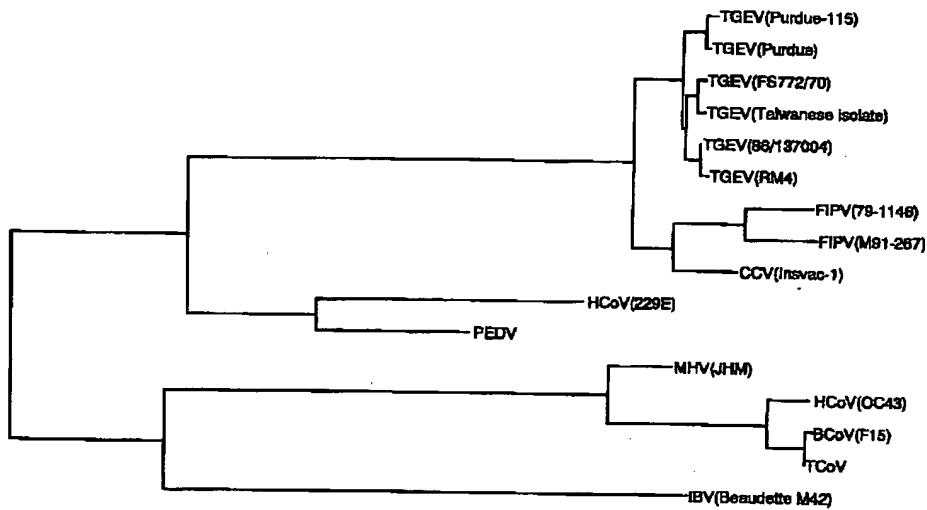 TGEV(Purdue-115)
TGEV(Purdue)
TGEV(FS772/70)
TGEV(Taiwanese isolate)
TGEV(86/137004)
TGEV(RM4)
FIPV(79-1146)
FIPV(M91-267)
CCV(Insvac-1)
HCoV(229E)
PEDV
MHV(JHM)
HCoV(OC43)
BCoV(F15)
TCoV
IBV(Beaudette M42)